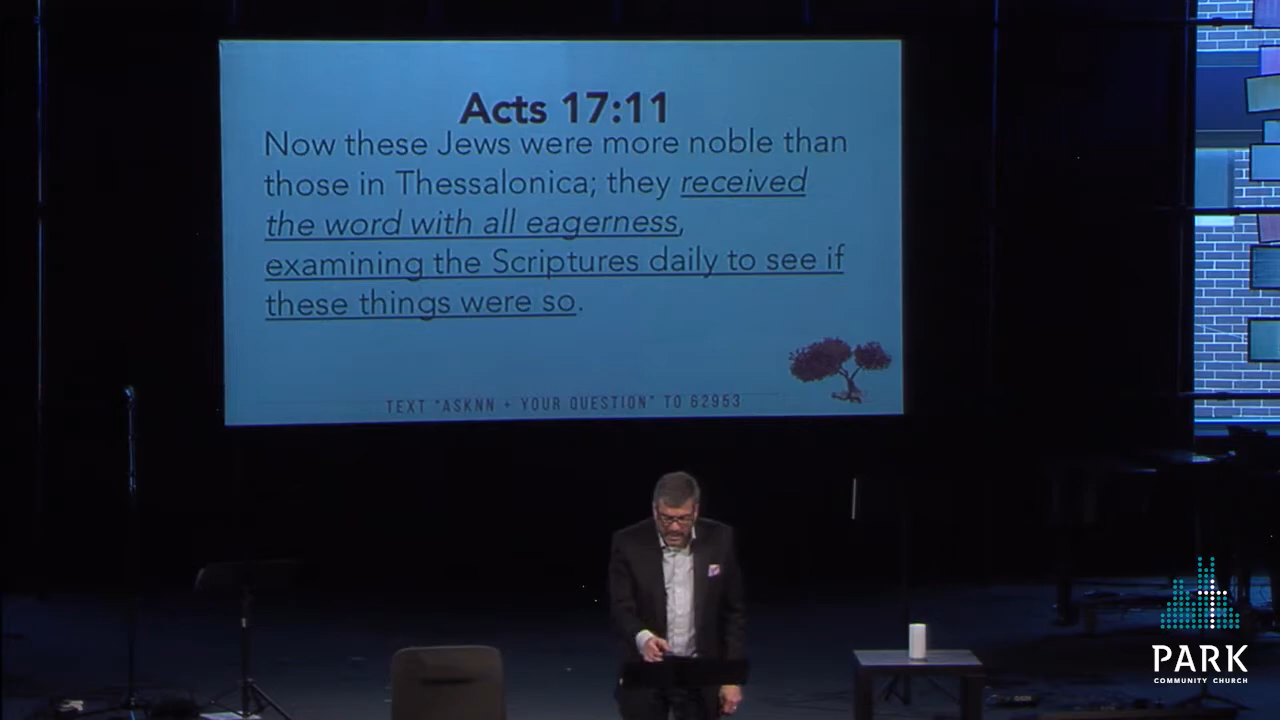 Acts 17:11
Now these Jews were more noble than
those in Thessalonica; they received
the word with all eagerness,
examining the Scriptures daily to see if
these things were so.
TEXT "ASKNN + YOUR QUESTION" TO 62953
PARK
COMMUNITY CHURCH